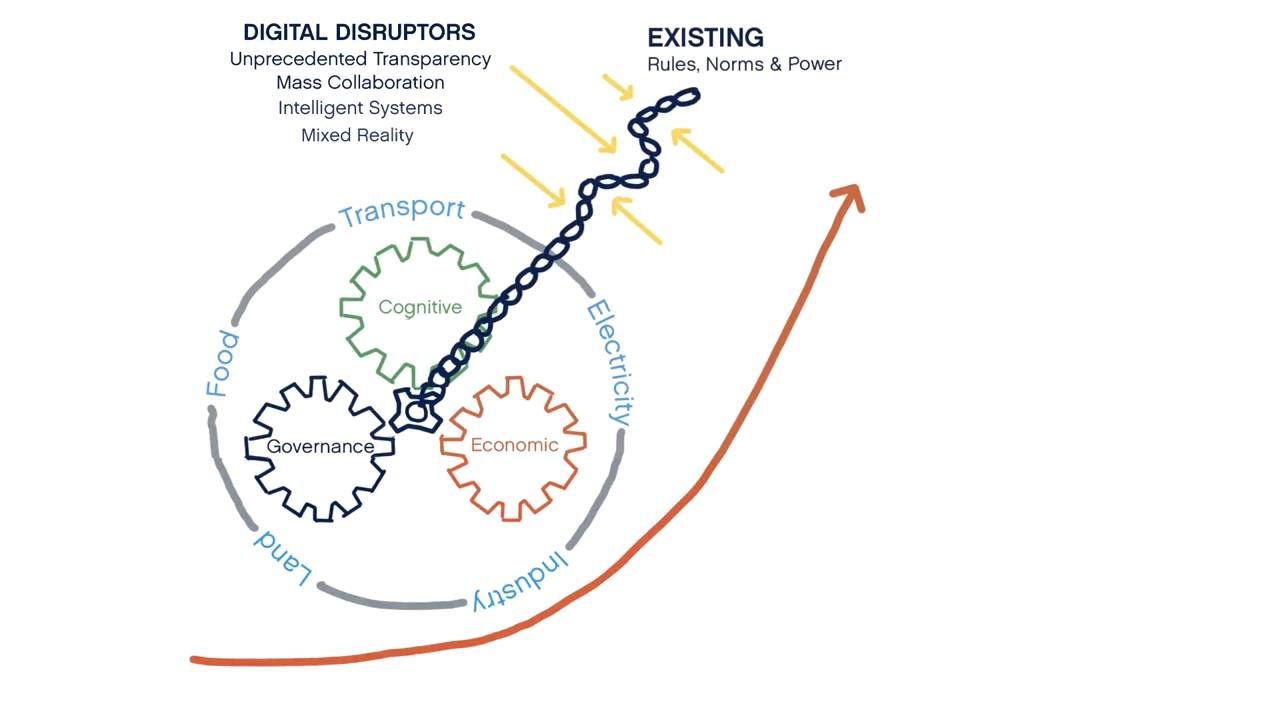 DIGITAL DISRUPTORS
Unprecedented Transparency
Mass Collaboration
Intelligent Systems
Mixed Reality
EXISTING
Rules, Norms & Power
Transport
Cognitive
Electricity
Food
Governance
Economic
Land
Industry